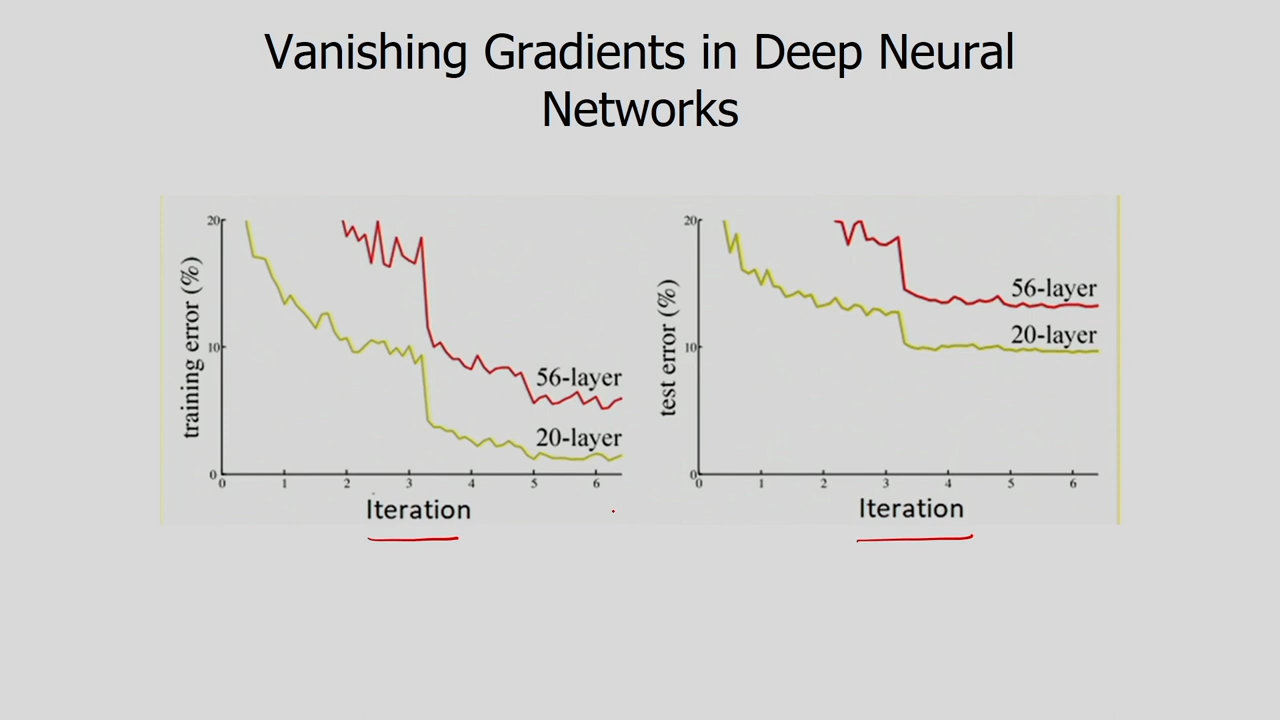 Vanishing Gradients in Deep Neural
Networks
20
10
0
training error (%)
56-layer
20-layer
0 1 2 3 4 5 6
Iteration
20
10
0
test error (%)
56-layer
20-layer
0 1 2 3 4 5 6
Iteration